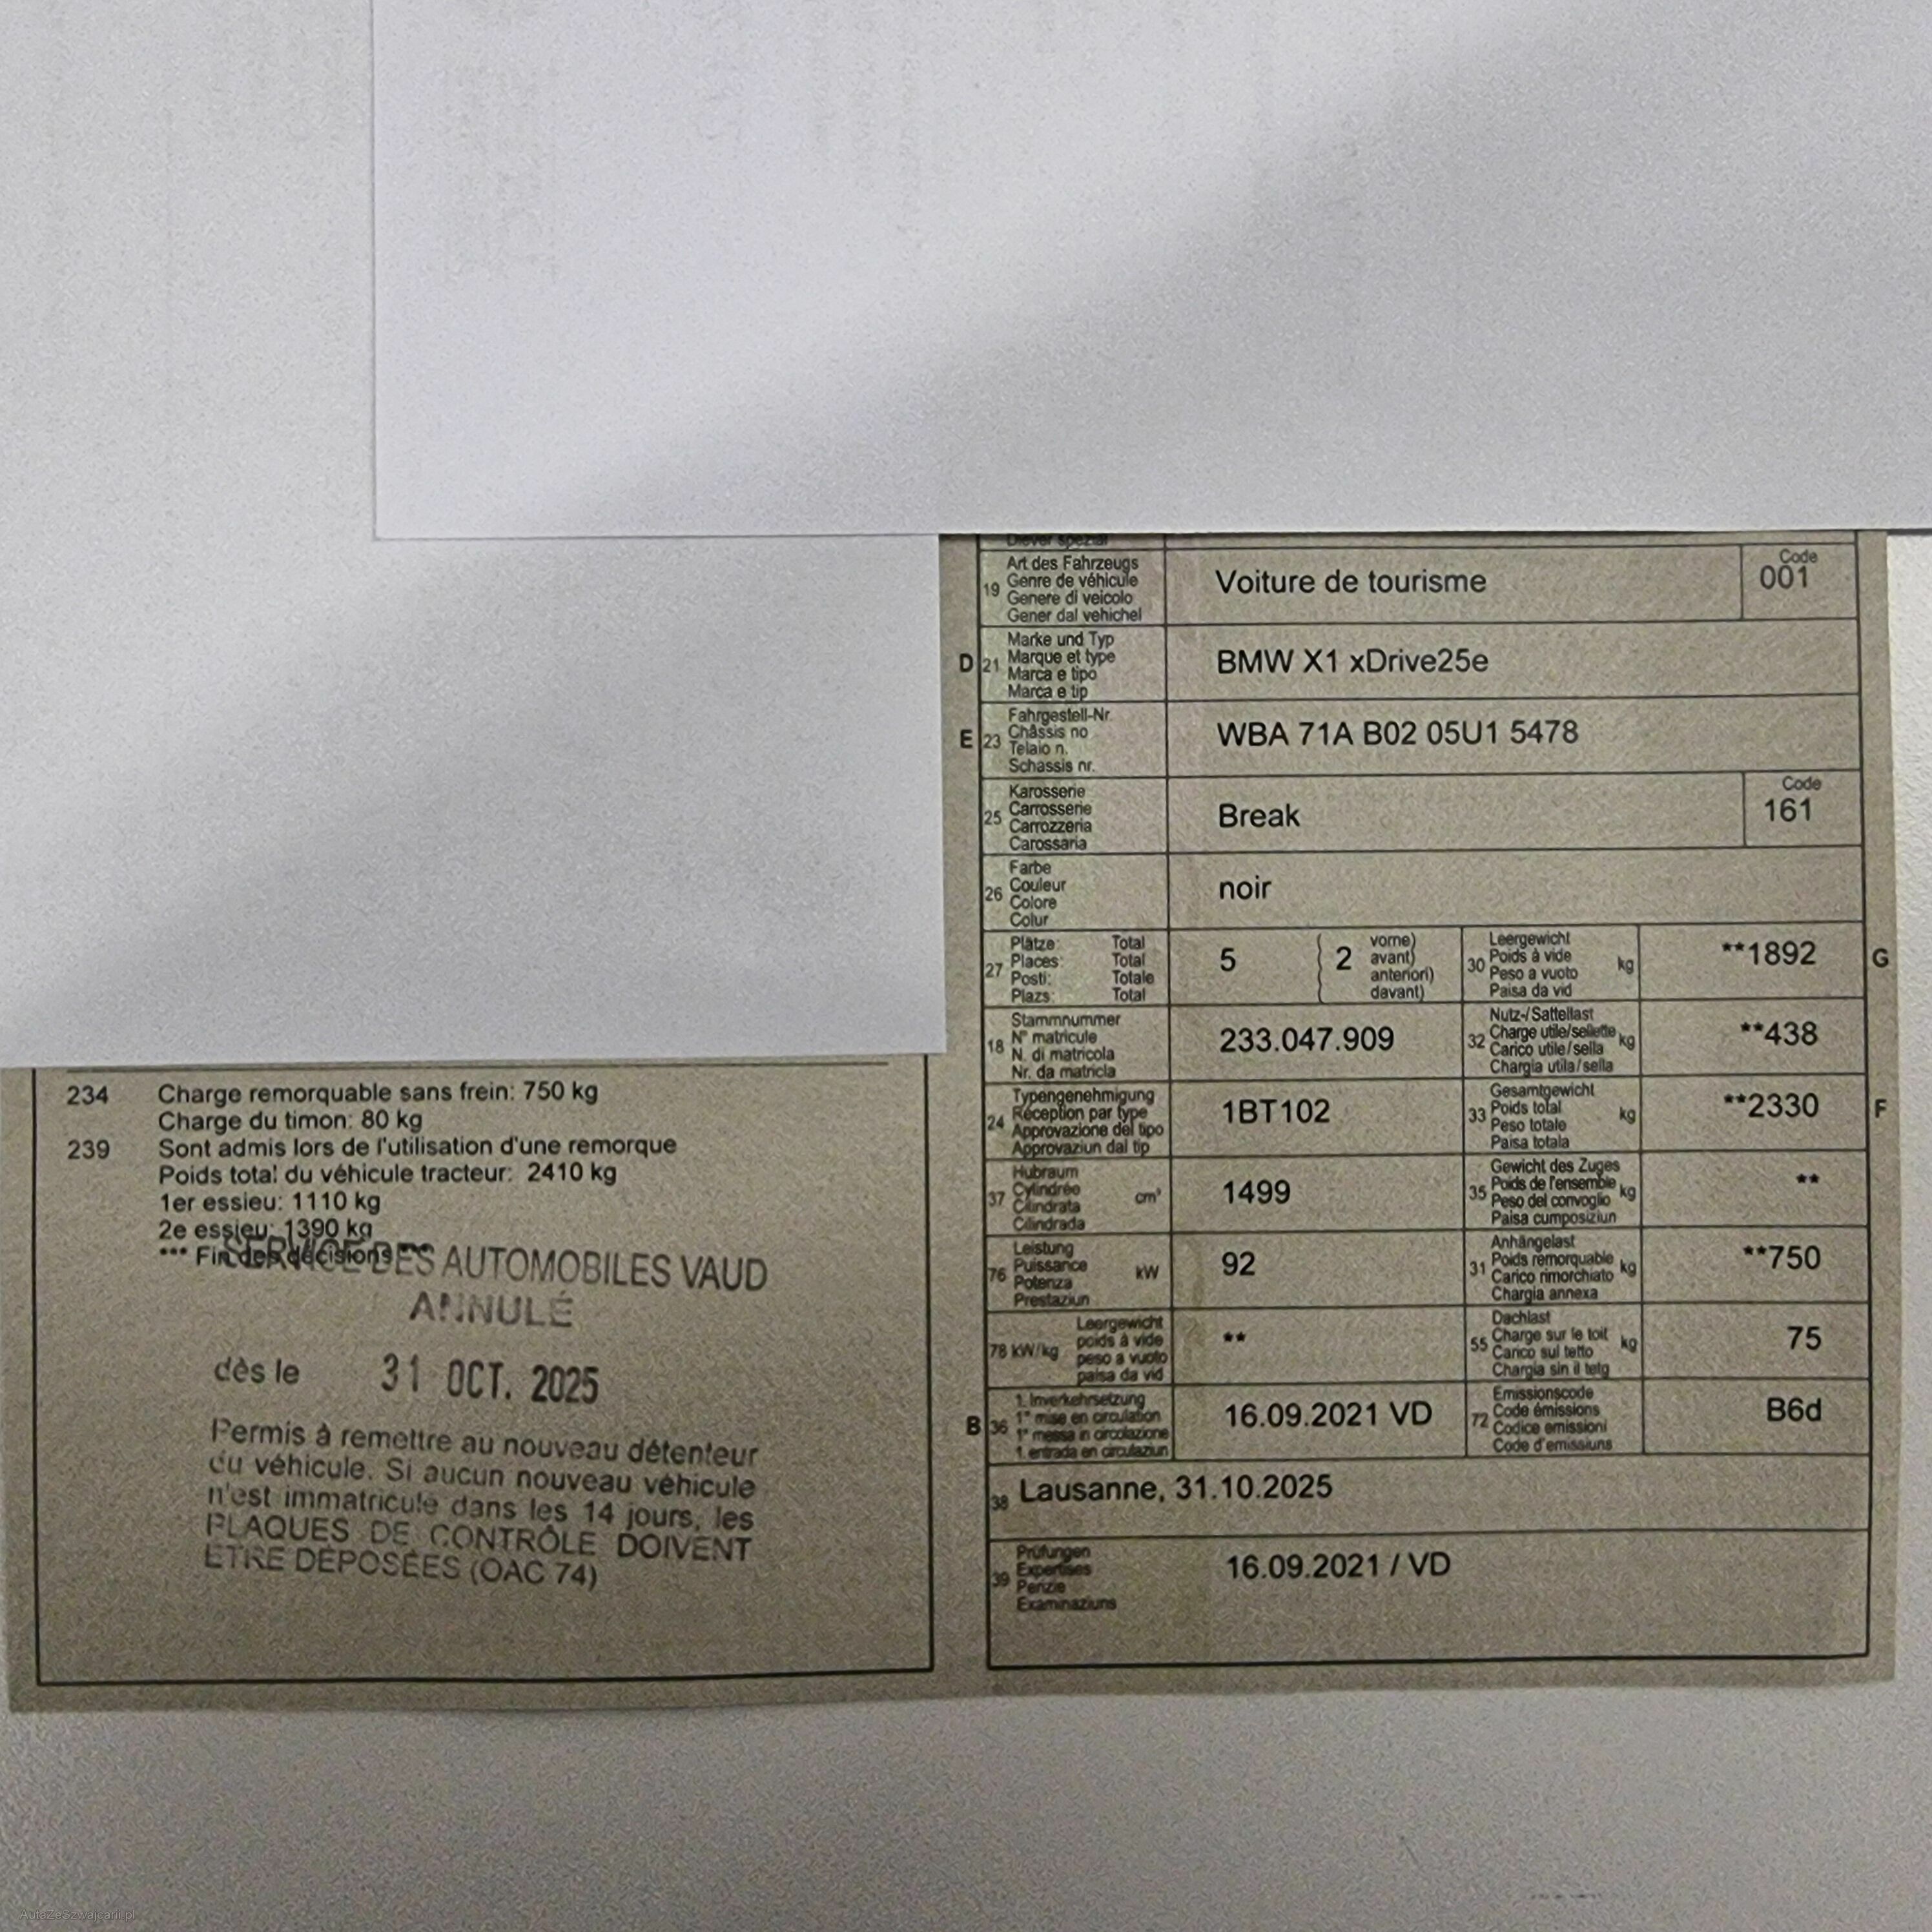 19 Art des Fahrzeugs
Genre de véhicule
Genere di veicolo
Gener dal vehichel
Voiture de tourisme
Code
001
D 21 Marke und Typ
Marque et type
Marca e tipo
Marca e tip
BMW X1 xDrive25e
E 23 Fahrgestell-Nr.
Châssis no
Telaio n.
Schassis nr.
WBA 71A B02 05U1 5478
25 Karosserie
Carrosserie
Carrozzeria
Carossaria
Break
Code
161
26 Farbe
Couleur
Colore
Colur
noir
27 Plätze: Total
Places: Total
Posti: Totale
Plazs: Total
5 ( 2 vorne)
avant)
anteriori)
davant)
30 Leergewicht
Poids à vide kg
Peso a vuoto
Paisa da vid
**1892 G
18 Stammnummer
N° matricule
N. di matricola
Nr. da matricla
233.047.909
32 Nutz-/Sattellast
Charge utile/sellette kg
Carico utile/sella
Chargia utila/sella
**438
24 Typengenehmigung
Réception par type
Approvazione del tipo
Approvaziun dal tip
1BT102
33 Gesamtgewicht
Poids total kg
Peso totale
Paisa totala
**2330 F
37 Hubraum
Cylindrée cm³
Cilindrata
Cilindrada
1499
35 Gewicht des Zuges
Poids de l'ensemble kg
Peso del convoglio
Paisa cumposiziun
**
76 Leistung
Puissance kW
Potenza
Prestaziun
92
31 Anhängelast
Poids remorquable kg
Carico rimorchiato
Chargia annexa
**750
78 kW/kg Leergewicht
poids à vide
peso a vuoto
paisa da vid
**
55 Dachlast
Charge sur le toit kg
Carico sul tetto
Chargia sin il tetg
75
B 36 1. Inverkehrsetzung
1re mise en circulation
1a messa in circolazione
1. entrada en circulaziun
16.09.2021 VD
72 Emissionscode
Code émissions
Codice emissioni
Code d'emissiuns
B6d
38 Lausanne, 31.10.2025
39 Prüfungen
Expertises
Perizie
Examinaziuns
16.09.2021 / VD
234 Charge remorquable sans frein: 750 kg
Charge du timon: 80 kg
239 Sont admis lors de l'utilisation d'une remorque
Poids total du véhicule tracteur: 2410 kg
1er essieu: 1110 kg
2e essieu: 1390 kg
*** Fin des décisions ***
SERVICE DES AUTOMOBILES VAUD
ANNULÉ
dès le 31 OCT. 2025
Permis à remettre au nouveau détenteur
du véhicule. Si aucun nouveau véhicule
n'est immatriculé dans les 14 jours, les
PLAQUES DE CONTRÔLE DOIVENT
ÊTRE DÉPOSÉES (OAC 74)
AutaZeSzwajcarii.pl